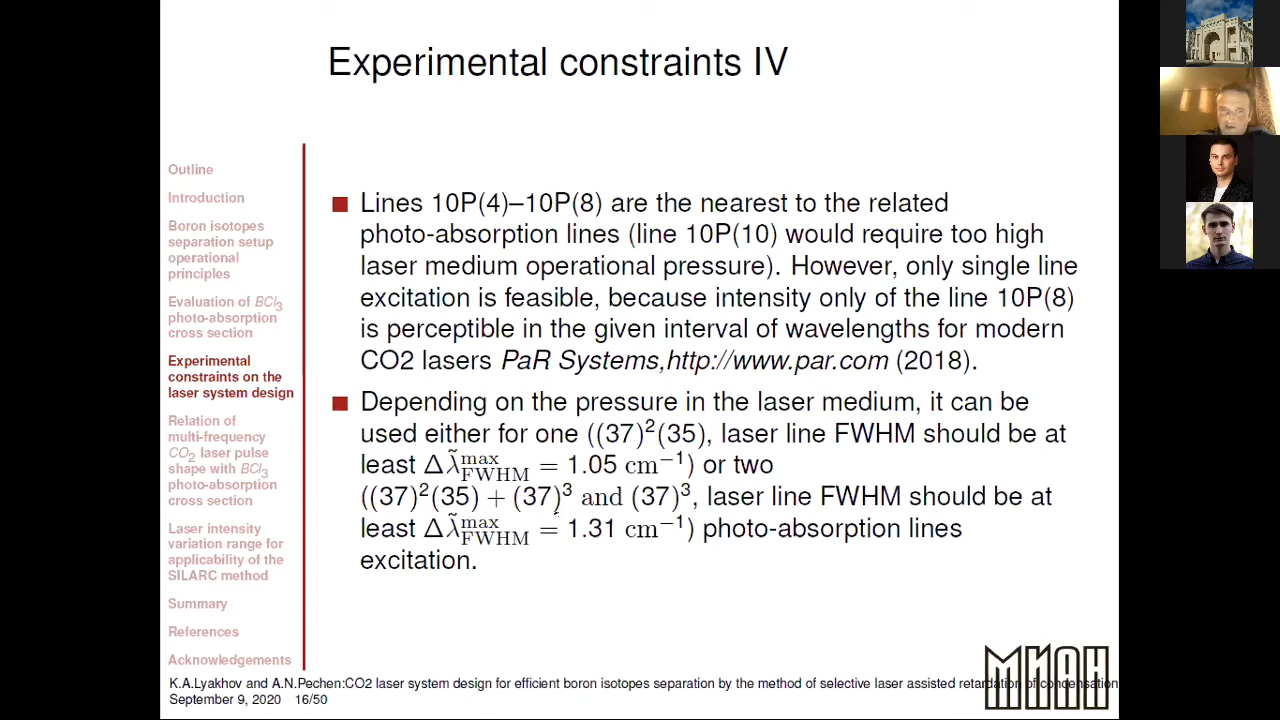 Experimental constraints IV
Outline
Introduction
Boron isotopes
separation setup
operational
principles
Evaluation of BCl₃
photo-absorption
cross section
Experimental
constraints on the
laser system design
Relation of
multi-frequency
CO₂ laser pulse
shape with BCl₃
photo-absorption
cross section
Laser intensity
variation range for
applicability of the
SILARC method
Summary
References
Acknowledgements
Lines 10P(4)–10P(8) are the nearest to the related
photo-absorption lines (line 10P(10) would require too high
laser medium operational pressure). However, only single line
excitation is feasible, because intensity only of the line 10P(8)
is perceptible in the given interval of wavelengths for modern
CO2 lasers PaR Systems,http://www.par.com (2018).
Depending on the pressure in the laser medium, it can be
used either for one ((37)²(35), laser line FWHM should be at
least Δλ̃ᵐᵃˣ_FWHM = 1.05 cm⁻¹) or two
((37)²(35) + (37)³ and (37)³, laser line FWHM should be at
least Δλ̃ᵐᵃˣ_FWHM = 1.31 cm⁻¹) photo-absorption lines
excitation.
МИАН
K.A.Lyakhov and A.N.Pechen:CO2 laser system design for efficient boron isotopes separation by the method of selective laser assisted retardation of condensation
September 9, 2020 16/50